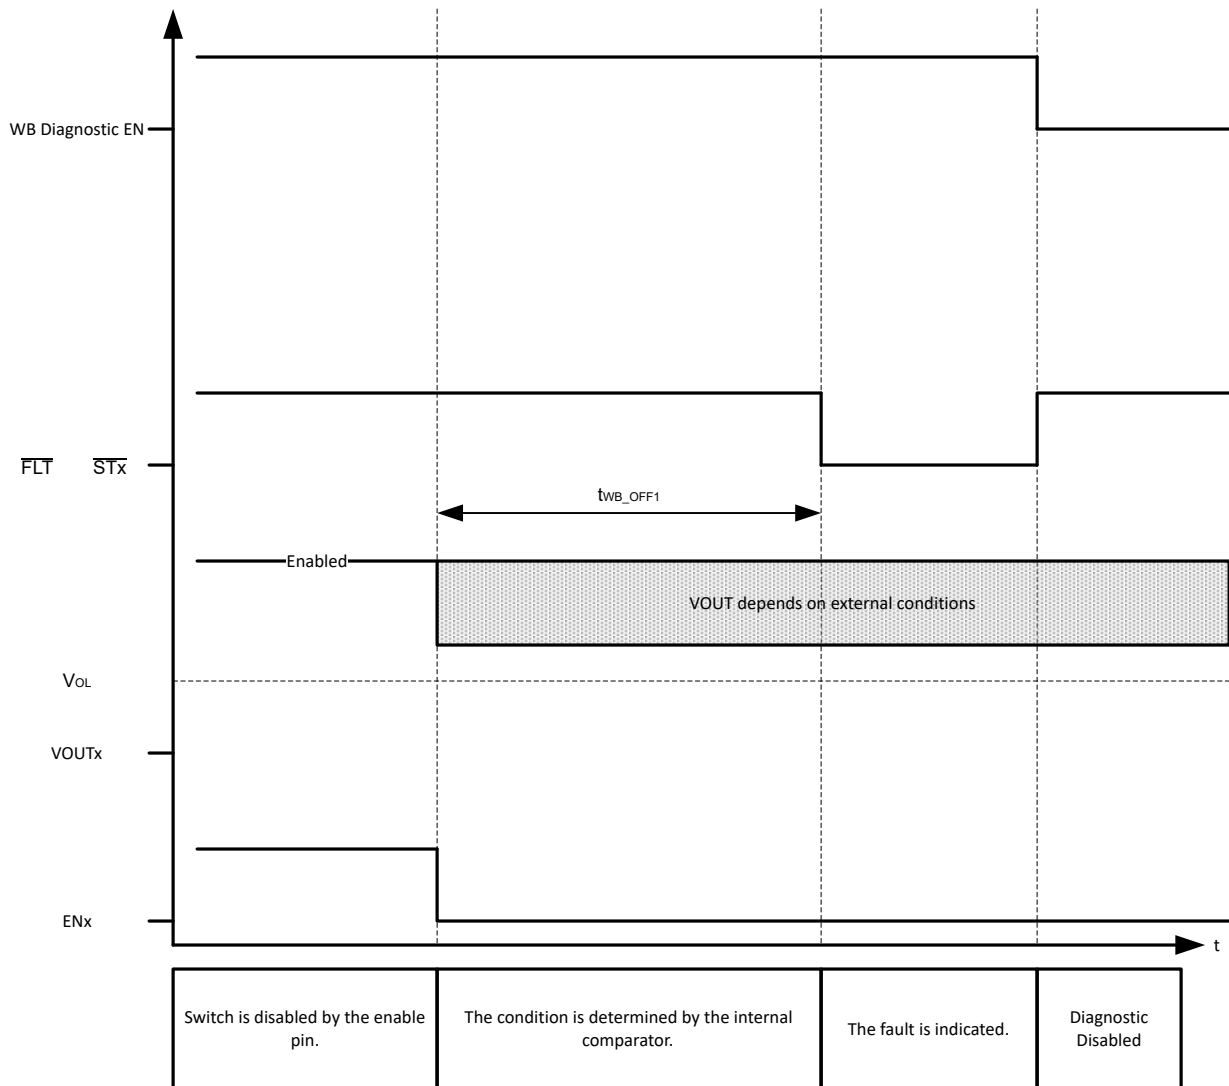 WB Diagnostic EN
FLT STx
tWB_OFF1
Enabled
VOUT depends on external conditions
VOL
VOUTx
ENx
t
Switch is disabled by the enable
pin.
The condition is determined by the internal
comparator.
The fault is indicated.
Diagnostic
Disabled